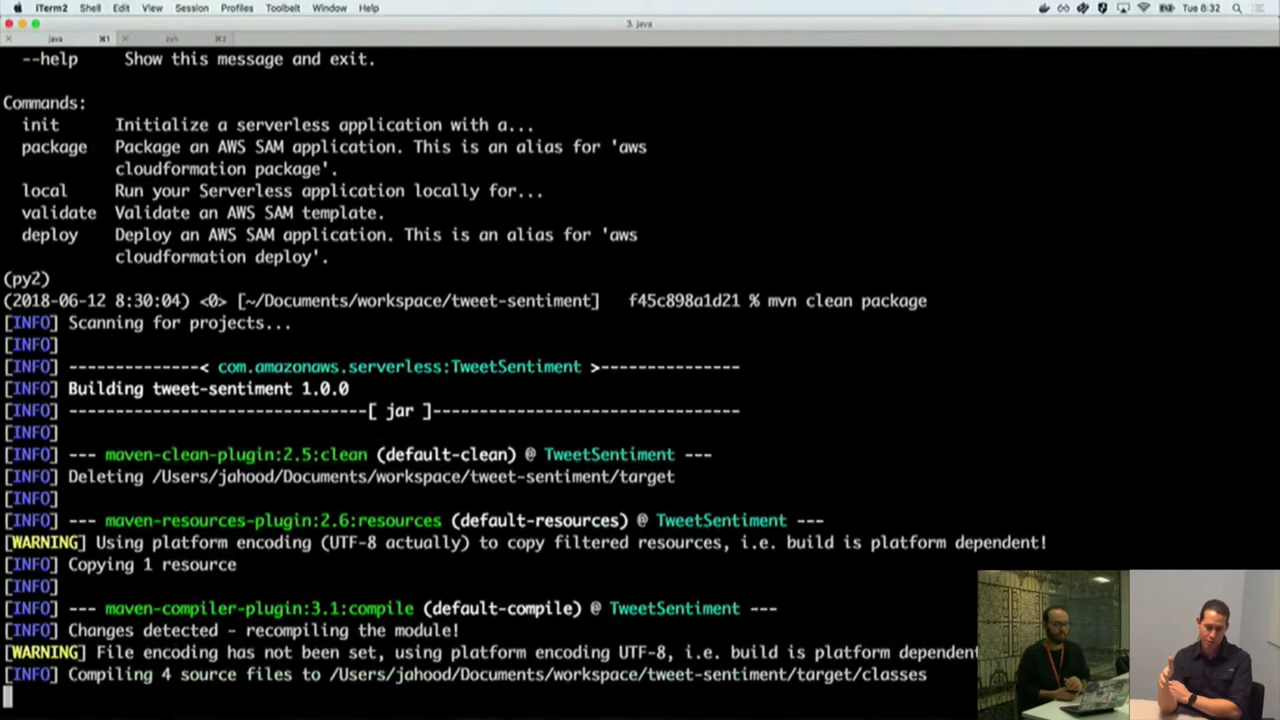 iTerm2 Shell Edit View Session Profiles Toolbelt Window Help Tue 8:32
3. java
java ⌘1 zsh ⌘2
--help Show this message and exit.
Commands:
init Initialize a serverless application with a...
package Package an AWS SAM application. This is an alias for 'aws
cloudformation package'.
local Run your Serverless application locally for...
validate Validate an AWS SAM template.
deploy Deploy an AWS SAM application. This is an alias for 'aws
cloudformation deploy'.
(py2)
(2018-06-12 8:30:04) <0> [~/Documents/workspace/tweet-sentiment] f45c898a1d21 % mvn clean package
[INFO] Scanning for projects...
[INFO]
[INFO] --------------< com.amazonaws.serverless:TweetSentiment >---------------
[INFO] Building tweet-sentiment 1.0.0
[INFO] --------------------------------[ jar ]---------------------------------
[INFO]
[INFO] --- maven-clean-plugin:2.5:clean (default-clean) @ TweetSentiment ---
[INFO] Deleting /Users/jahood/Documents/workspace/tweet-sentiment/target
[INFO]
[INFO] --- maven-resources-plugin:2.6:resources (default-resources) @ TweetSentiment ---
[WARNING] Using platform encoding (UTF-8 actually) to copy filtered resources, i.e. build is platform dependent!
[INFO] Copying 1 resource
[INFO]
[INFO] --- maven-compiler-plugin:3.1:compile (default-compile) @ TweetSentiment ---
[INFO] Changes detected - recompiling the module!
[WARNING] File encoding has not been set, using platform encoding UTF-8, i.e. build is platform dependent
[INFO] Compiling 4 source files to /Users/jahood/Documents/workspace/tweet-sentiment/target/classes